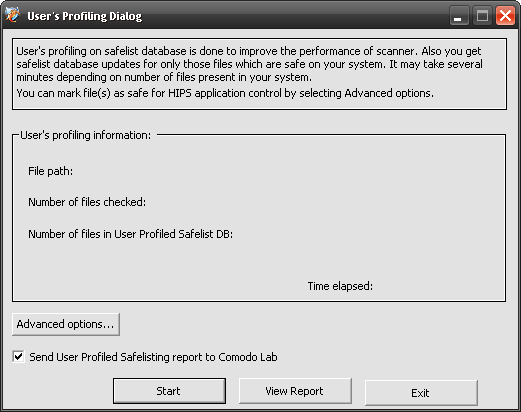 User's Profiling Dialog
User's profiling on safelist database is done to improve the performance of scanner. Also you get
safelist database updates for only those files which are safe on your system. It may take several
minutes depending on number of files present in your system.
You can mark file(s) as safe for HIPS application control by selecting Advanced options.
User's profiling information:
File path:
Number of files checked:
Number of files in User Profiled Safelist DB:
Time elapsed:
Advanced options...
Send User Profiled Safelisting report to Comodo Lab
Start
View Report
Exit